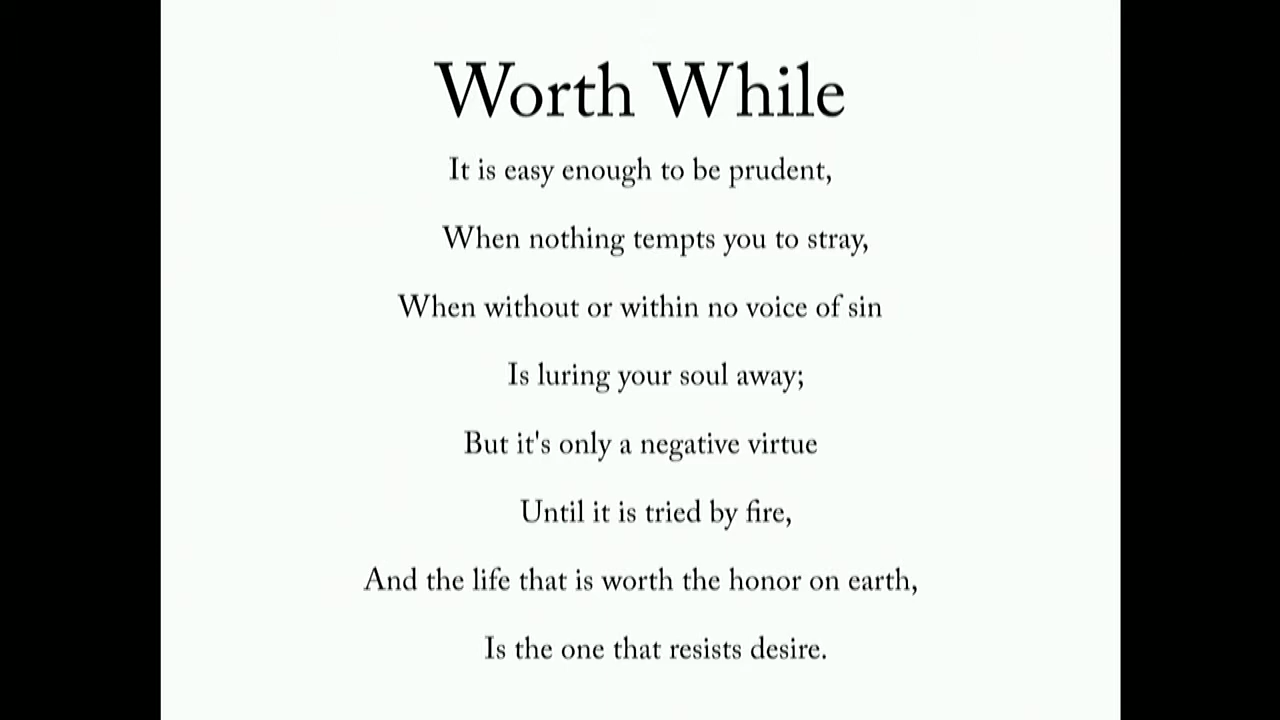 Worth While
It is easy enough to be prudent,
When nothing tempts you to stray,
When without or within no voice of sin
Is luring your soul away;
But it's only a negative virtue
Until it is tried by fire,
And the life that is worth the honor on earth,
Is the one that resists desire.